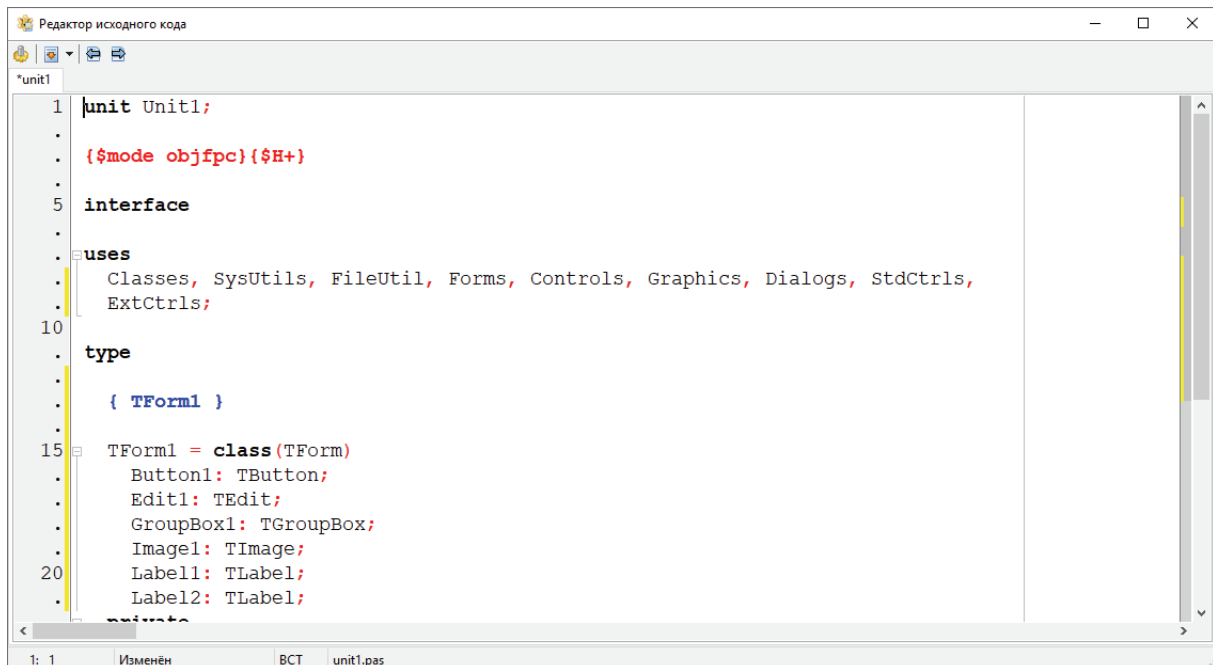 Редактор исходного кода
*unit1
1 unit Unit1;
.
. {$mode objfpc}{$H+}
.
5 interface
.
. uses
. Classes, SysUtils, FileUtil, Forms, Controls, Graphics, Dialogs, StdCtrls,
. ExtCtrls;
10
. type
.
. { TForm1 }
.
15 TForm1 = class(TForm)
. Button1: TButton;
. Edit1: TEdit;
. GroupBox1: TGroupBox;
. Image1: TImage;
20 Label1: TLabel;
. Label2: TLabel;
private
1: 1 Изменён ВСТ unit1.pas